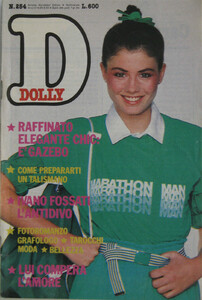 N. 254
L. 600
D
DOLLY
★ RAFFINATO
ELEGANTE CHIC:
È GAZEBO
★ COME PREPARARTI
UN TALISMANO
★ IVANO FOSSATI
L'ANTIDIVO
★ FOTOROMANZO
GRAFOLOGO ★ TAROCCHI
MODA ★ BELLEZZA
★ LUI COMPERA
L'AMORE
MARATHON MAN